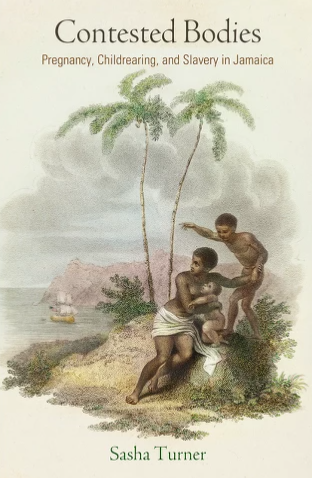 Contested Bodies
Pregnancy, Childrearing, and Slavery in Jamaica
Sasha Turner